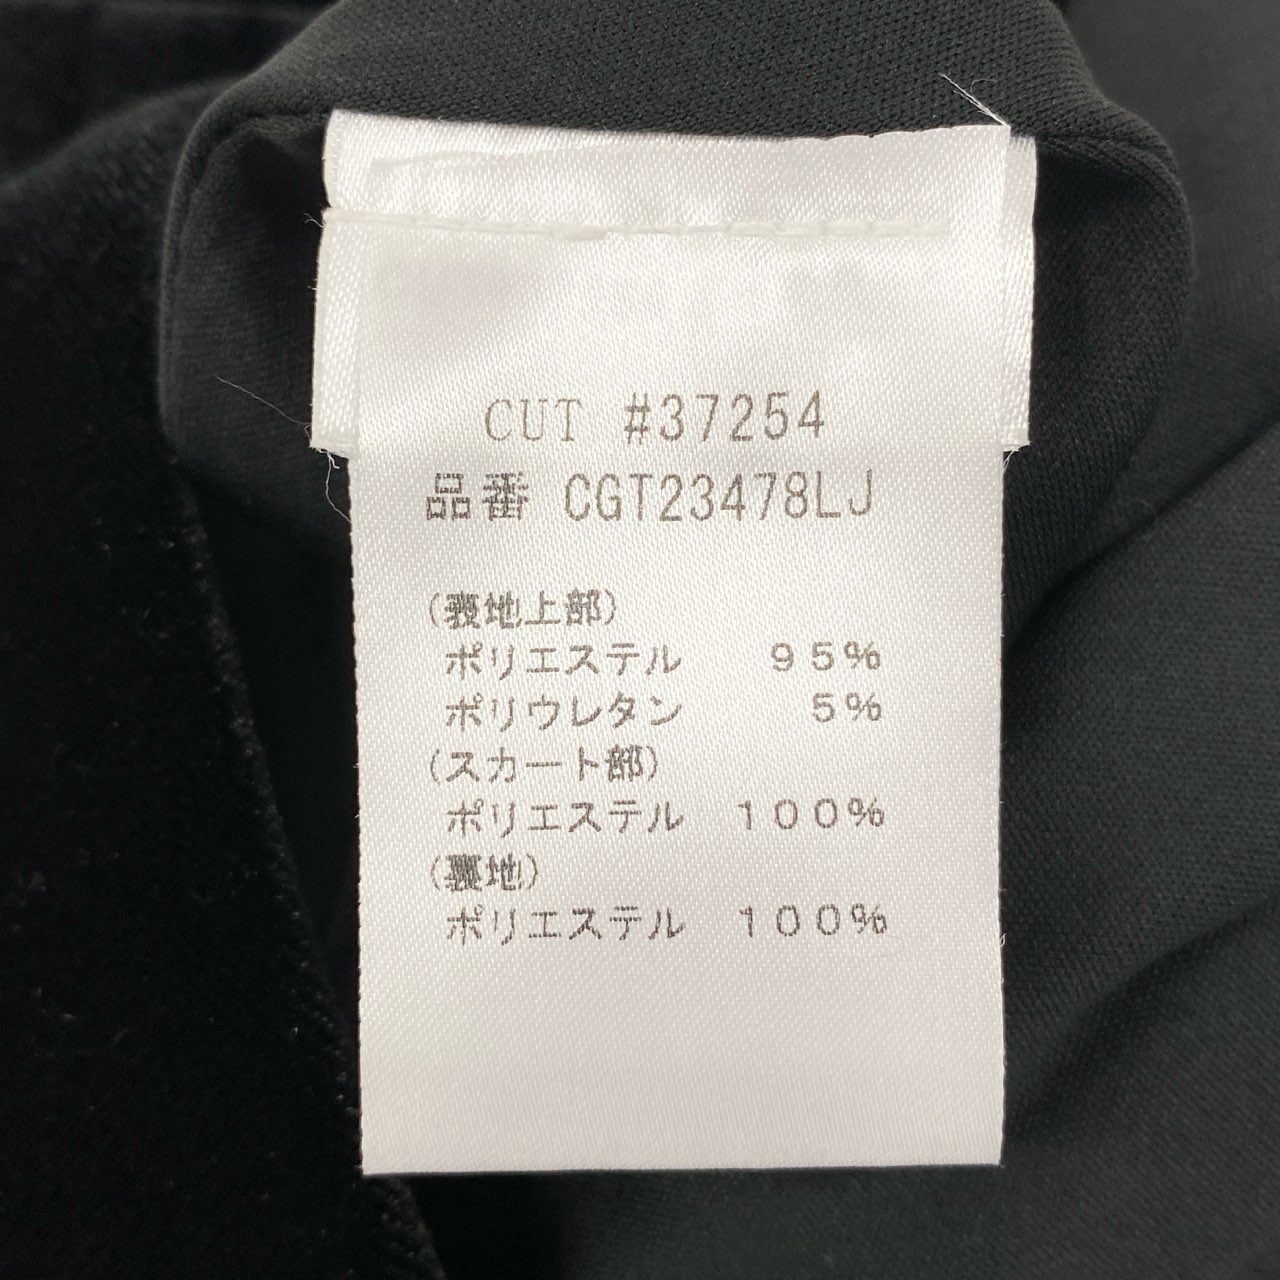 CUT #37254
品番 CGT23478LJ
(表地上部)
ポリエステル 95%
ポリウレタン 5%
(スカート部)
ポリエステル 100%
(裏地)
ポリエステル 100%